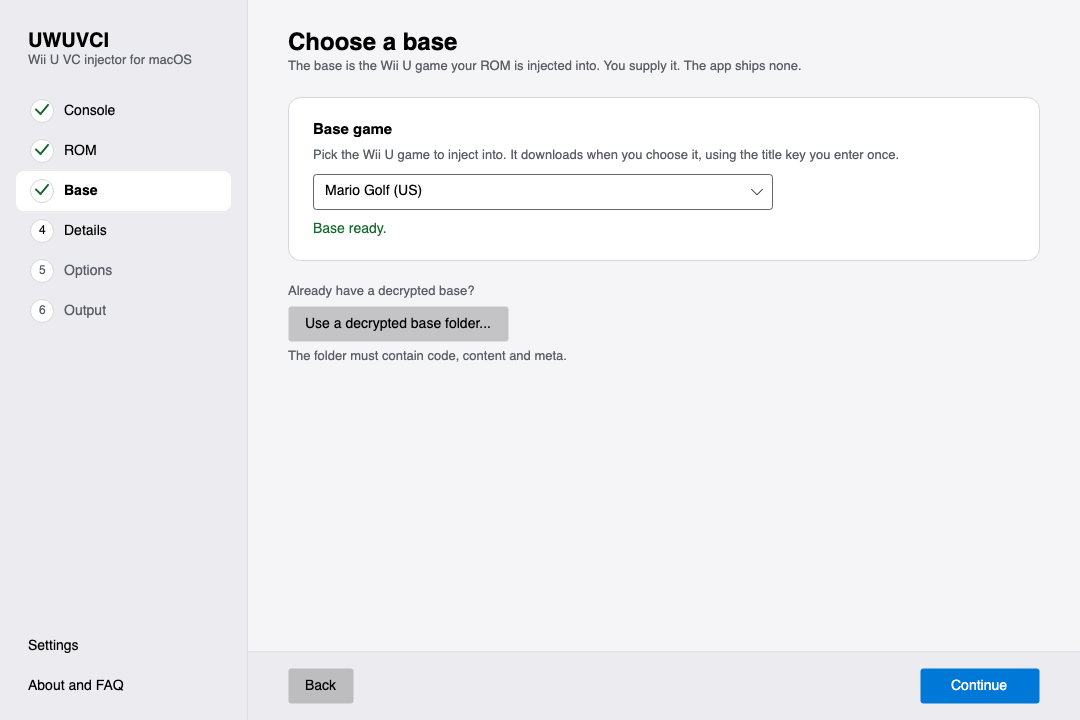 UWUVCI
Wii U VC injector for macOS
Console
ROM
Base
4 Details
5 Options
6 Output
Settings
About and FAQ
Choose a base
The base is the Wii U game your ROM is injected into. You supply it. The app ships none.
Base game
Pick the Wii U game to inject into. It downloads when you choose it, using the title key you enter once.
Mario Golf (US)
Base ready.
Already have a decrypted base?
Use a decrypted base folder...
The folder must contain code, content and meta.
Back
Continue